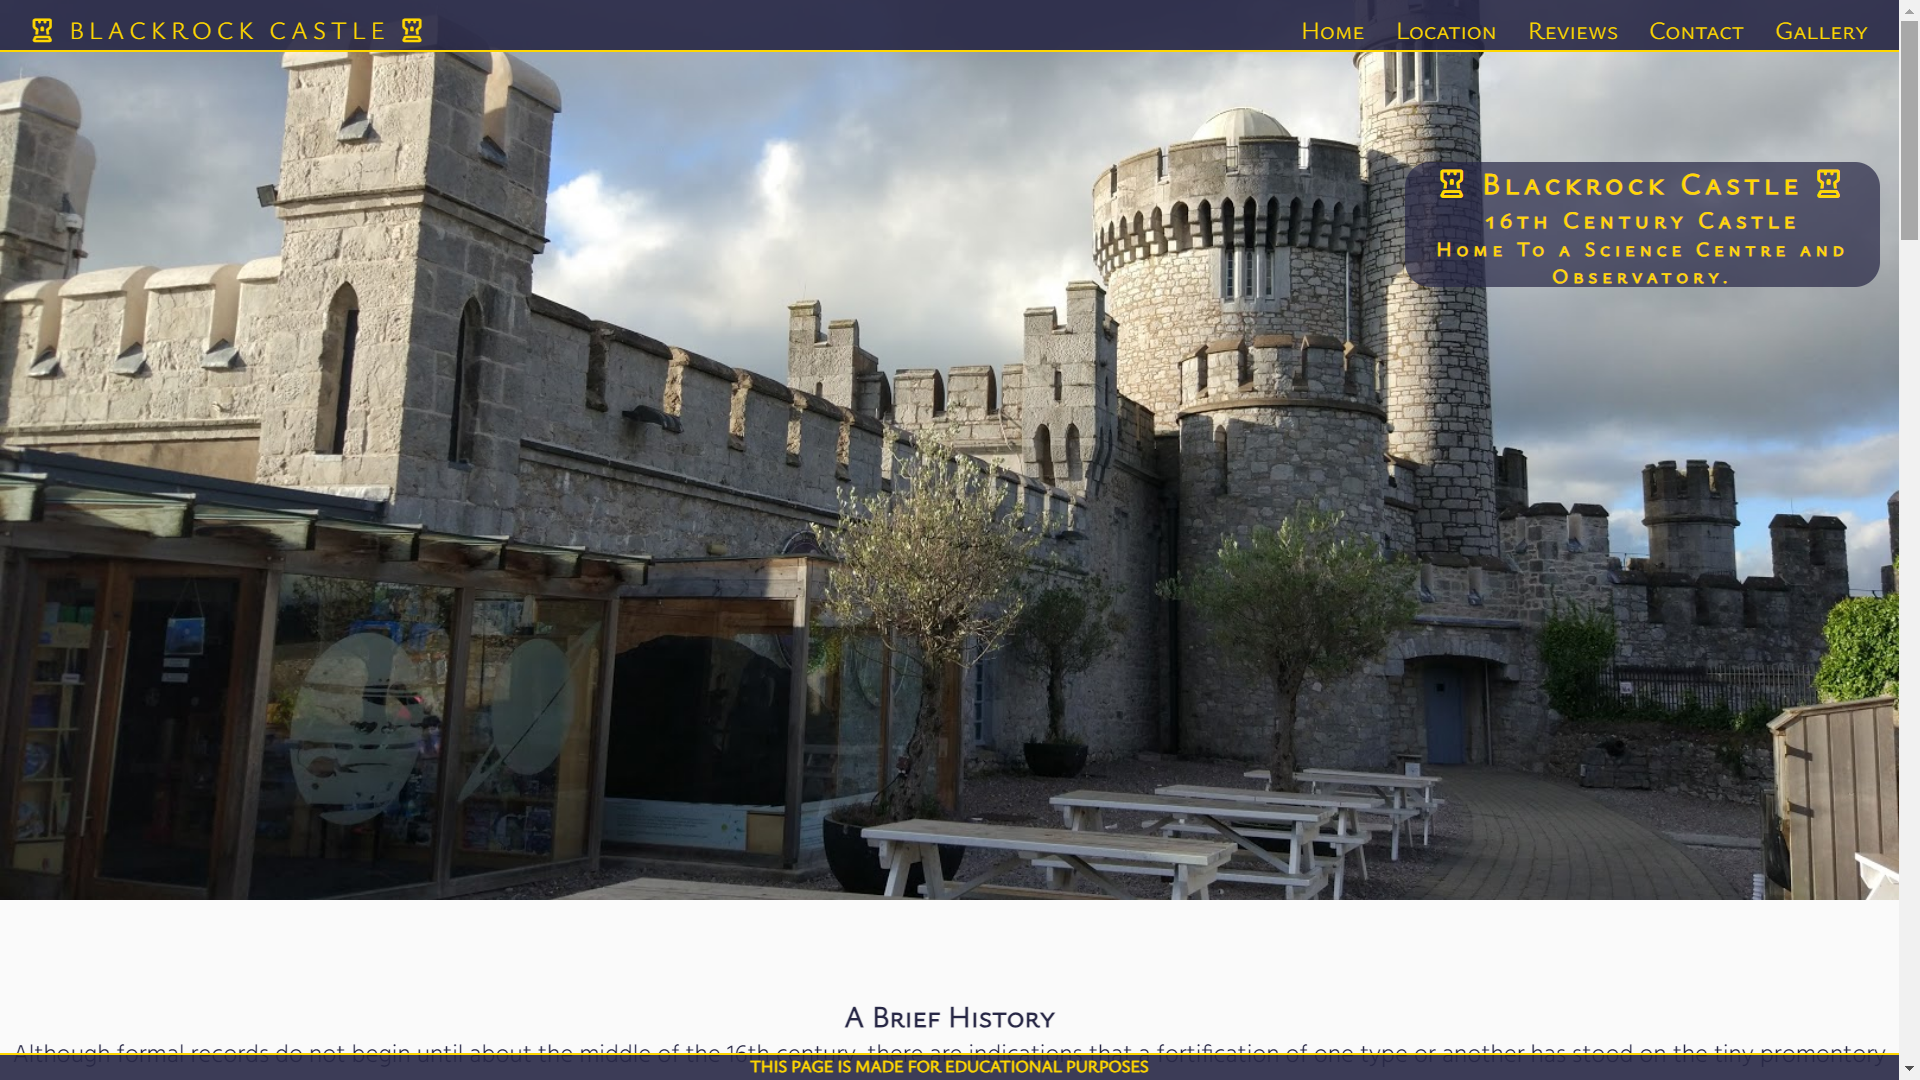 BLACKROCK CASTLE
Home Location Reviews Contact Gallery
Blackrock Castle
16th Century Castle
Home To a Science Centre and
Observatory.
A Brief History
Although formal records do not begin until about the middle of the 16th century, there are indications that a fortification of one type or another has stood on the tiny promontory
THIS PAGE IS MADE FOR EDUCATIONAL PURPOSES